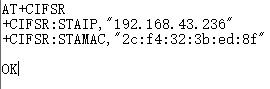 AT+CIFSR
+CIFSR:STAIP,"192.168.43.236"
+CIFSR:STAMAC,"2c:f4:32:3b:ed:8f"
OK